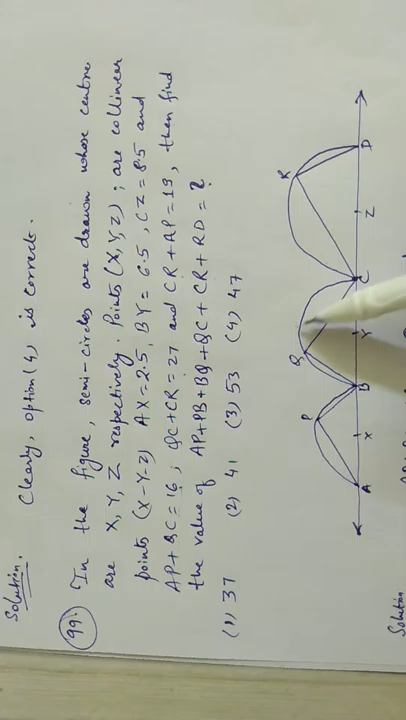 Solution. Clearly, option (4) is correct.
99. In the figure, semi-circles are drawn whose centre
are X, Y, Z respectively. Points (X, Y, Z) ; are collinear
points (X-Y-Z) AX=2.5, BY= 6.5, CZ=8.5 and
AP+QC=16 ; QC+CR=27 and CR+AP=19, then find
the value of AP+PB+BQ+QC+CR+RD=?
(1) 37 (2) 41 (3) 53 (4) 47
P Q R
A X B Y C Z D
Solution